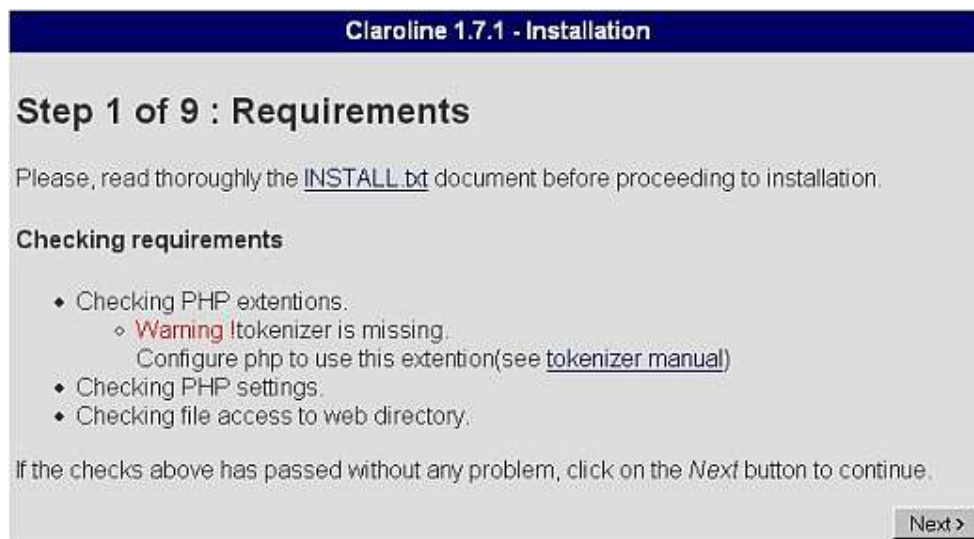 Claroline 1.7.1 - Installation
Step 1 of 9 : Requirements
Please, read thoroughly the INSTALL.txt document before proceeding to installation.
Checking requirements
Checking PHP extentions.
Warning !tokenizer is missing.
Configure php to use this extention(see tokenizer manual)
Checking PHP settings.
Checking file access to web directory.
If the checks above has passed without any problem, click on the Next button to continue.
Next >